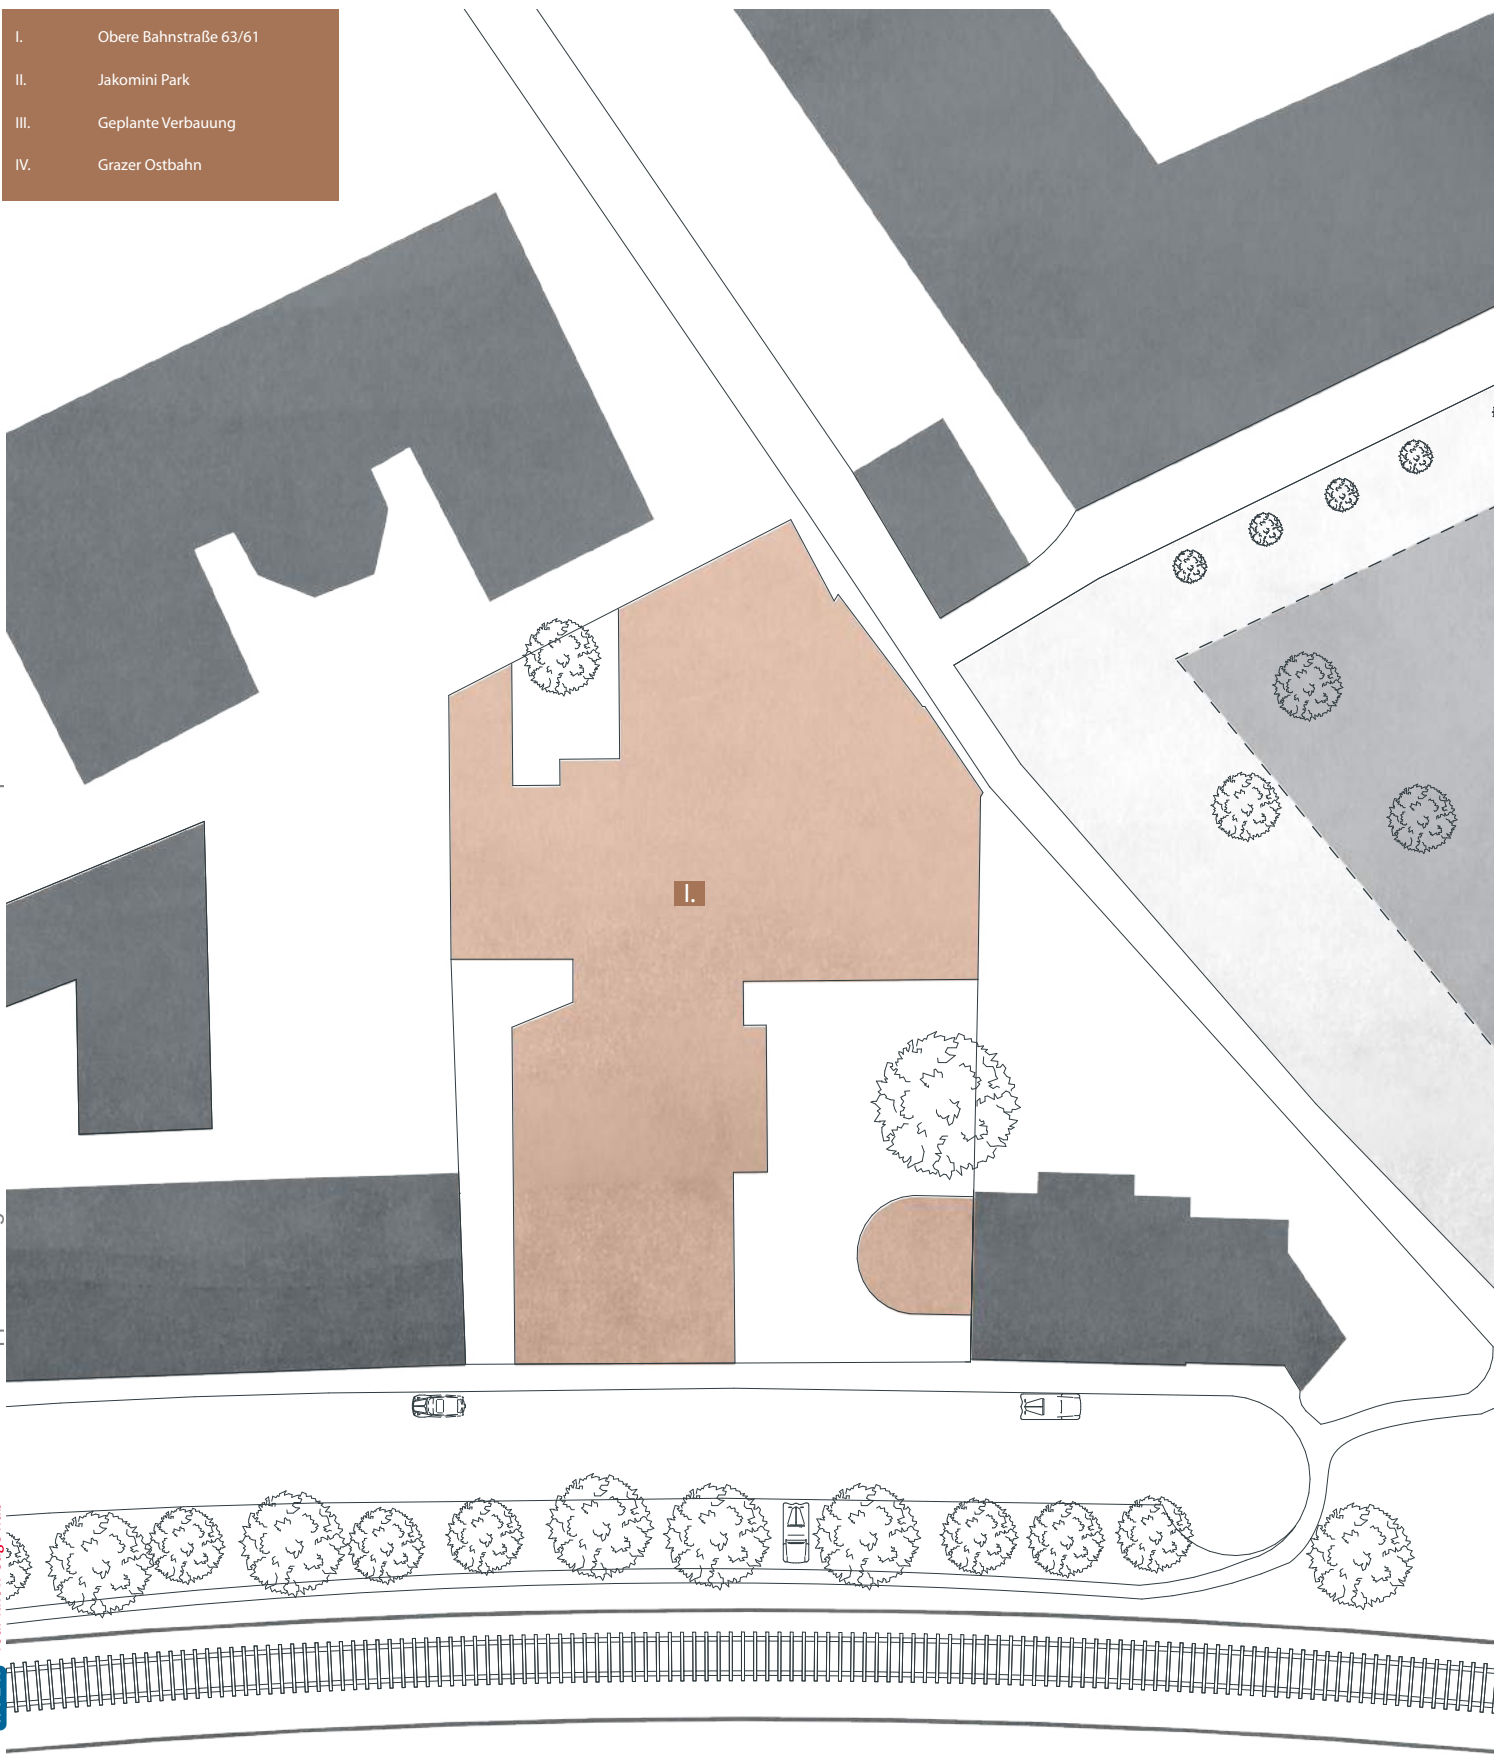 I. Obere Bahnstraße 63/61
II. Jakomini Park
III. Geplante Verbauung
IV. Grazer Ostbahn
I.